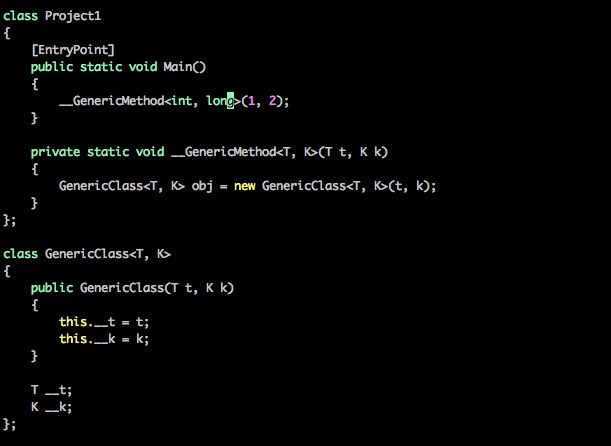 class Project1
{
    [EntryPoint]
    public static void Main()
    {
        __GenericMethod<int, long>(1, 2);
    }

    private static void __GenericMethod<T, K>(T t, K k)
    {
        GenericClass<T, K> obj = new GenericClass<T, K>(t, k);
    }
};

class GenericClass<T, K>
{
    public GenericClass(T t, K k)
    {
        this.__t = t;
        this.__k = k;
    }

    T __t;
    K __k;
};